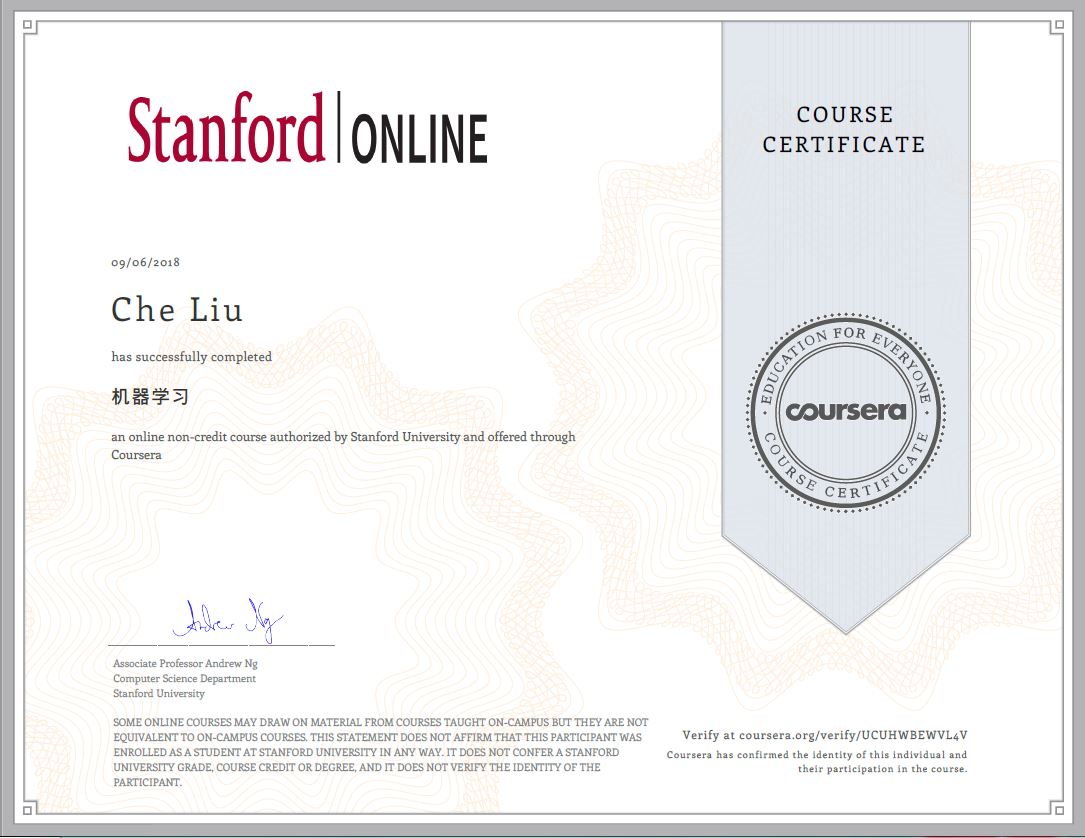 Stanford | ONLINE
COURSE
CERTIFICATE
09/06/2018
Che Liu
has successfully completed
机器学习
an online non-credit course authorized by Stanford University and offered through
Coursera
EDUCATION FOR EVERYONE
coursera
COURSE CERTIFICATE
Andrew Ng
Associate Professor Andrew Ng
Computer Science Department
Stanford University
SOME ONLINE COURSES MAY DRAW ON MATERIAL FROM COURSES TAUGHT ON-CAMPUS BUT THEY ARE NOT
EQUIVALENT TO ON-CAMPUS COURSES. THIS STATEMENT DOES NOT AFFIRM THAT THIS PARTICIPANT WAS
ENROLLED AS A STUDENT AT STANFORD UNIVERSITY IN ANY WAY. IT DOES NOT CONFER A STANFORD
UNIVERSITY GRADE, COURSE CREDIT OR DEGREE, AND IT DOES NOT VERIFY THE IDENTITY OF THE
PARTICIPANT.
Verify at coursera.org/verify/UCUHWBEWVL4V
Coursera has confirmed the identity of this individual and
their participation in the course.